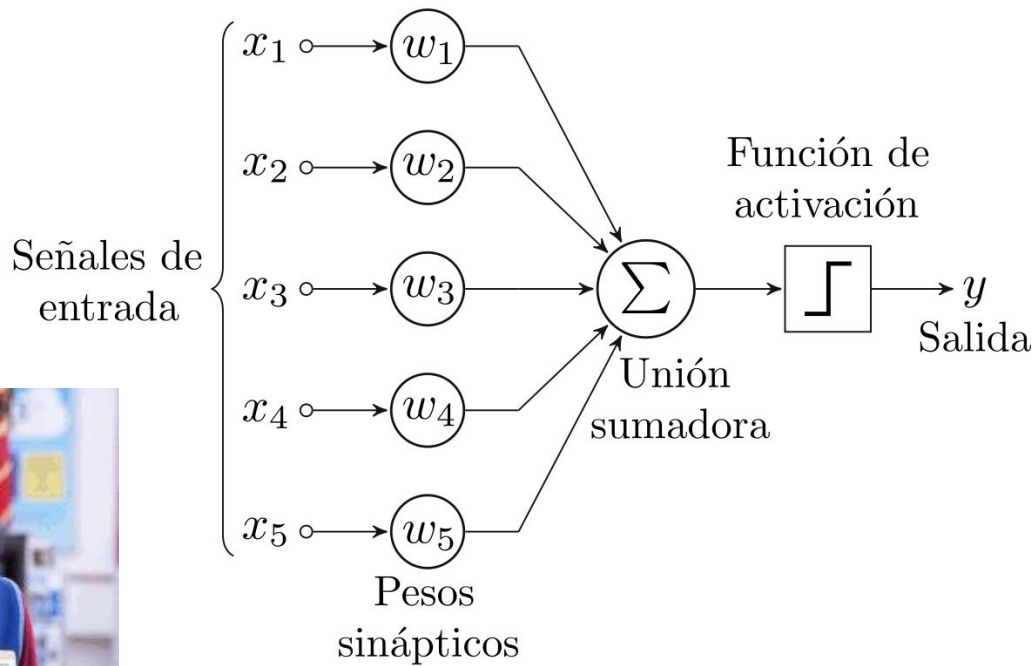 x1
w1
x2
w2
Función de
activación
Señales de
entrada
x3
w3
∑
y
Salida
Unión
sumadora
x4
w4
x5
w5
Pesos
sinápticos